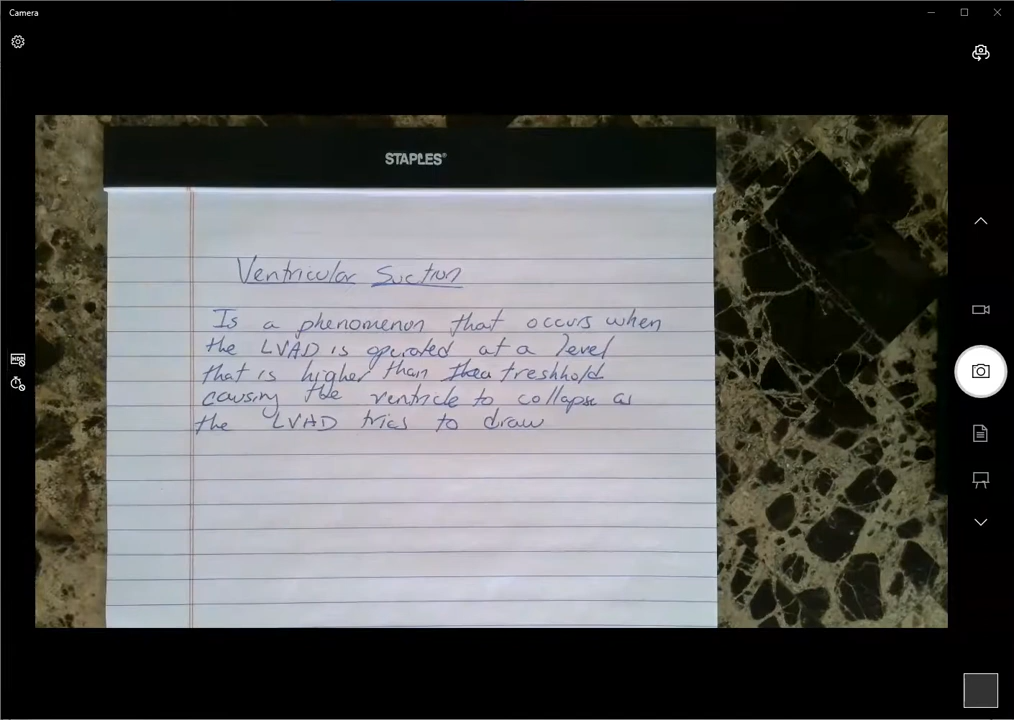 Camera
STAPLES®
Ventricular Suction
Is a phenomenon that occurs when
the LVAD is operated at a level
that is higher than a treshhold
causing the ventricle to collapse as
the LVAD tries to draw